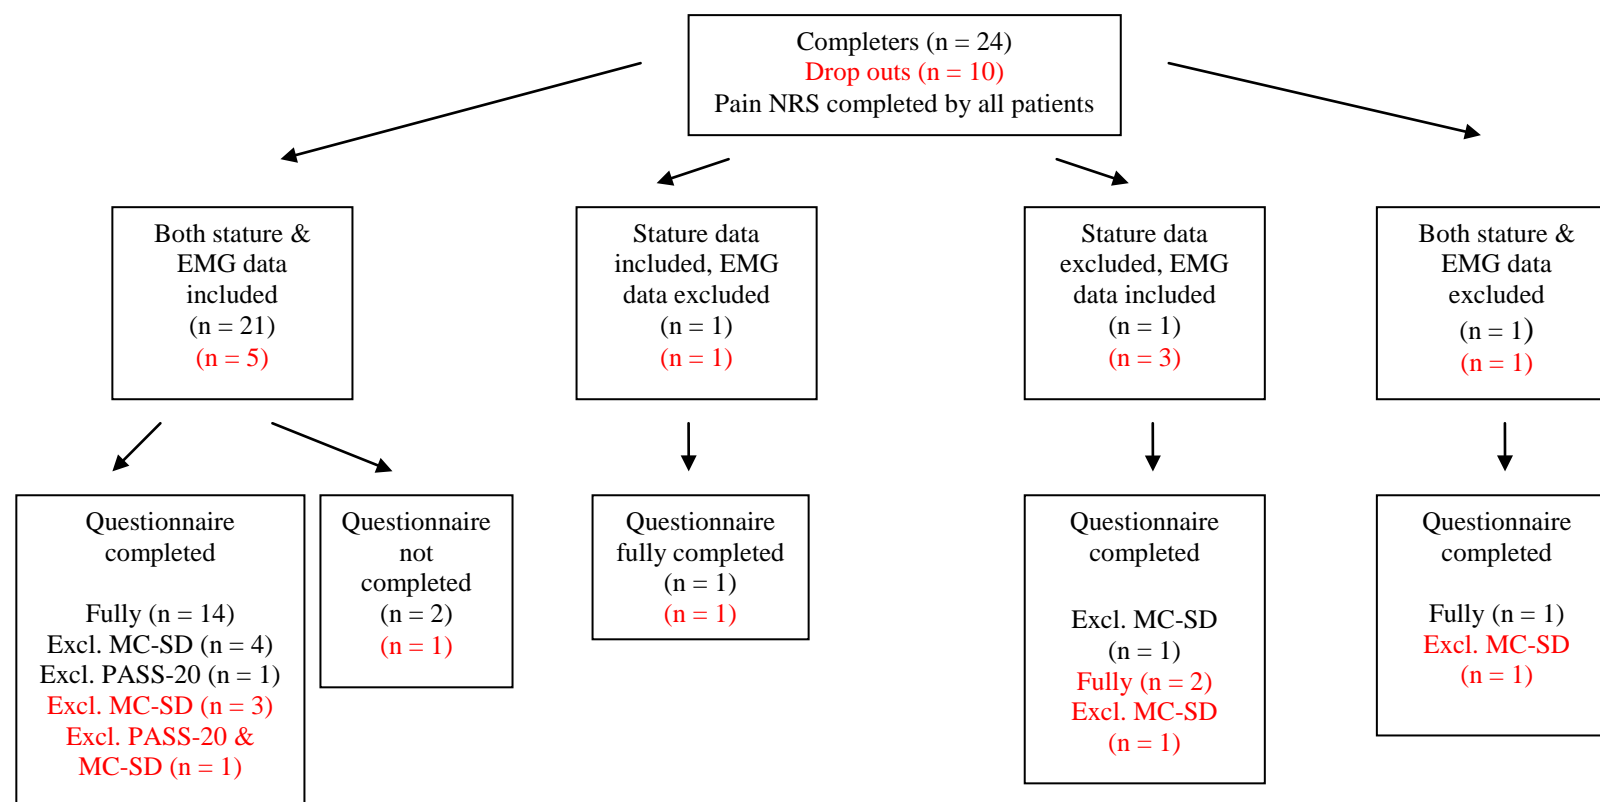 Completers (n = 24)
Drop outs (n = 10)
Pain NRS completed by all patients
Both stature &
EMG data
included
(n = 21)
(n = 5)
Stature data
included, EMG
data excluded
(n = 1)
(n = 1)
Stature data
excluded, EMG
data included
(n = 1)
(n = 3)
Both stature &
EMG data
excluded
(n = 1)
(n = 1)
Questionnaire
completed
Fully (n = 14)
Excl. MC-SD (n = 4)
Excl. PASS-20 (n = 1)
Excl. MC-SD (n = 3)
Excl. PASS-20 &
MC-SD (n = 1)
Questionnaire
not
completed
(n = 2)
(n = 1)
Questionnaire
fully completed
(n = 1)
(n = 1)
Questionnaire
completed
Excl. MC-SD
(n = 1)
Fully (n = 2)
Excl. MC-SD
(n = 1)
Questionnaire
completed
Fully (n = 1)
Excl. MC-SD
(n = 1)